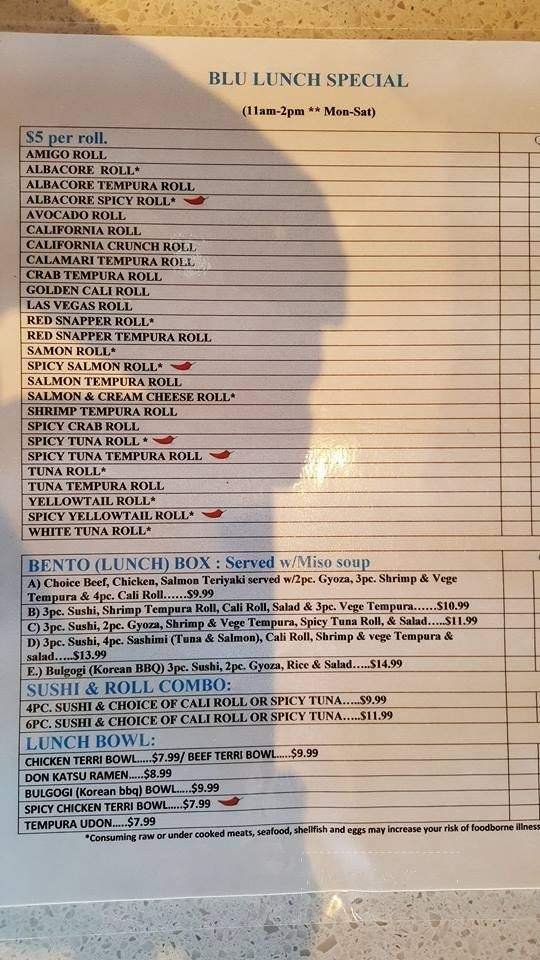 BLU LUNCH SPECIAL
(11am-2pm ** Mon-Sat)
$5 per roll.
AMIGO ROLL
ALBACORE ROLL*
ALBACORE TEMPURA ROLL
ALBACORE SPICY ROLL*
AVOCADO ROLL
CALIFORNIA ROLL
CALIFORNIA CRUNCH ROLL
CALAMARI TEMPURA ROLL
CRAB TEMPURA ROLL
GOLDEN CALI ROLL
LAS VEGAS ROLL
RED SNAPPER ROLL*
RED SNAPPER TEMPURA ROLL
SAMON ROLL*
SPICY SALMON ROLL*
SALMON TEMPURA ROLL
SALMON & CREAM CHEESE ROLL*
SHRIMP TEMPURA ROLL
SPICY CRAB ROLL
SPICY TUNA ROLL *
SPICY TUNA TEMPURA ROLL
TUNA ROLL*
TUNA TEMPURA ROLL
YELLOWTAIL ROLL*
SPICY YELLOWTAIL ROLL*
WHITE TUNA ROLL*
BENTO (LUNCH) BOX : Served w/Miso soup
A) Choice Beef, Chicken, Salmon Teriyaki served w/2pc. Gyoza, 3pc. Shrimp & Vege
Tempura & 4pc. Cali Roll......$9.99
B) 3pc. Sushi, Shrimp Tempura Roll, Cali Roll, Salad & 3pc. Vege Tempura......$10.99
C) 3pc. Sushi, 2pc. Gyoza, Shrimp & Vege Tempura, Spicy Tuna Roll, & Salad.....$11.99
D) 3pc. Sushi, 4pc. Sashimi (Tuna & Salmon), Cali Roll, Shrimp & vege Tempura &
salad.....$13.99
E.) Bulgogi (Korean BBQ) 3pc. Sushi, 2pc. Gyoza, Rice & Salad.....$14.99
SUSHI & ROLL COMBO:
4PC. SUSHI & CHOICE OF CALI ROLL OR SPICY TUNA.....$9.99
6PC. SUSHI & CHOICE OF CALI ROLL OR SPICY TUNA.....$11.99
LUNCH BOWL:
CHICKEN TERRI BOWL.....$7.99/ BEEF TERRI BOWL.....$9.99
DON KATSU RAMEN.....$8.99
BULGOGI (Korean bbq) BOWL.....$9.99
SPICY CHICKEN TERRI BOWL.....$7.99
TEMPURA UDON.....$7.99
*Consuming raw or under cooked meats, seafood, shellfish and eggs may increase your risk of foodborne illness